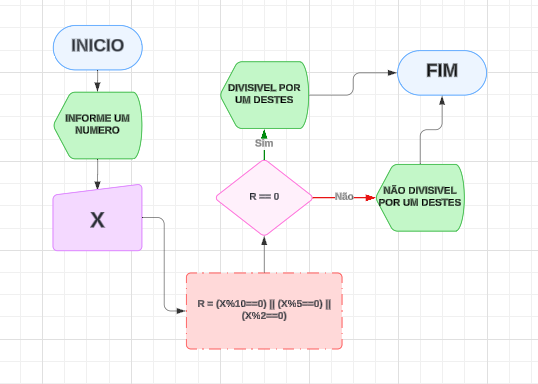 INICIO
INFORME UM
NUMERO
X
R = (X%10==0) || (X%5==0) ||
(X%2==0)
R == 0
Sim
DIVISIVEL POR
UM DESTES
Não
NÃO DIVISIVEL
POR UM DESTES
FIM